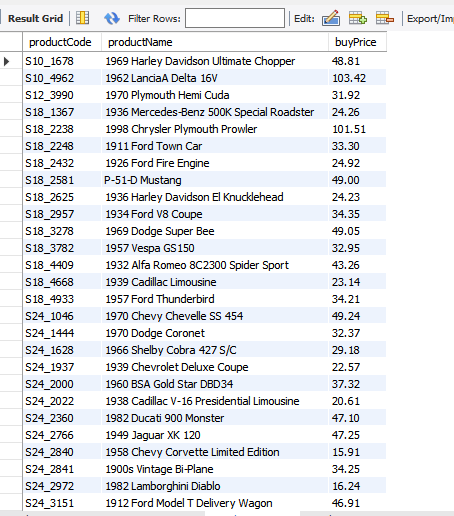 Result Grid Filter Rows: Edit: Export/Imp
productCode productName buyPrice
S10_1678 1969 Harley Davidson Ultimate Chopper 48.81
S10_4962 1962 LanciaA Delta 16V 103.42
S12_3990 1970 Plymouth Hemi Cuda 31.92
S18_1367 1936 Mercedes-Benz 500K Special Roadster 24.26
S18_2238 1998 Chrysler Plymouth Prowler 101.51
S18_2248 1911 Ford Town Car 33.30
S18_2432 1926 Ford Fire Engine 24.92
S18_2581 P-51-D Mustang 49.00
S18_2625 1936 Harley Davidson El Knucklehead 24.23
S18_2957 1934 Ford V8 Coupe 34.35
S18_3278 1969 Dodge Super Bee 49.05
S18_3782 1957 Vespa GS150 32.95
S18_4409 1932 Alfa Romeo 8C2300 Spider Sport 43.26
S18_4668 1939 Cadillac Limousine 23.14
S18_4933 1957 Ford Thunderbird 34.21
S24_1046 1970 Chevy Chevelle SS 454 49.24
S24_1444 1970 Dodge Coronet 32.37
S24_1628 1966 Shelby Cobra 427 S/C 29.18
S24_1937 1939 Chevrolet Deluxe Coupe 22.57
S24_2000 1960 BSA Gold Star DBD34 37.32
S24_2022 1938 Cadillac V-16 Presidential Limousine 20.61
S24_2360 1982 Ducati 900 Monster 47.10
S24_2766 1949 Jaguar XK 120 47.25
S24_2840 1958 Chevy Corvette Limited Edition 15.91
S24_2841 1900s Vintage Bi-Plane 34.25
S24_2972 1982 Lamborghini Diablo 16.24
S24_3151 1912 Ford Model T Delivery Wagon 46.91